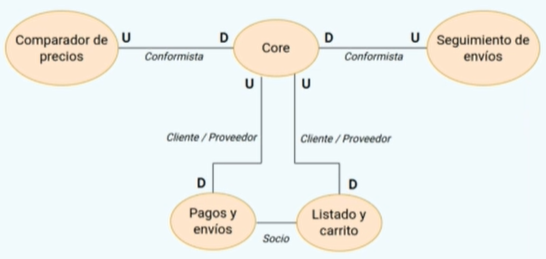 Comparador de
precios
U
Conformista
D
Core
D
Conformista
U
Seguimiento de
envíos
U
U
Cliente / Proveedor
Cliente / Proveedor
D
D
Pagos y
envíos
Socio
Listado y
carrito